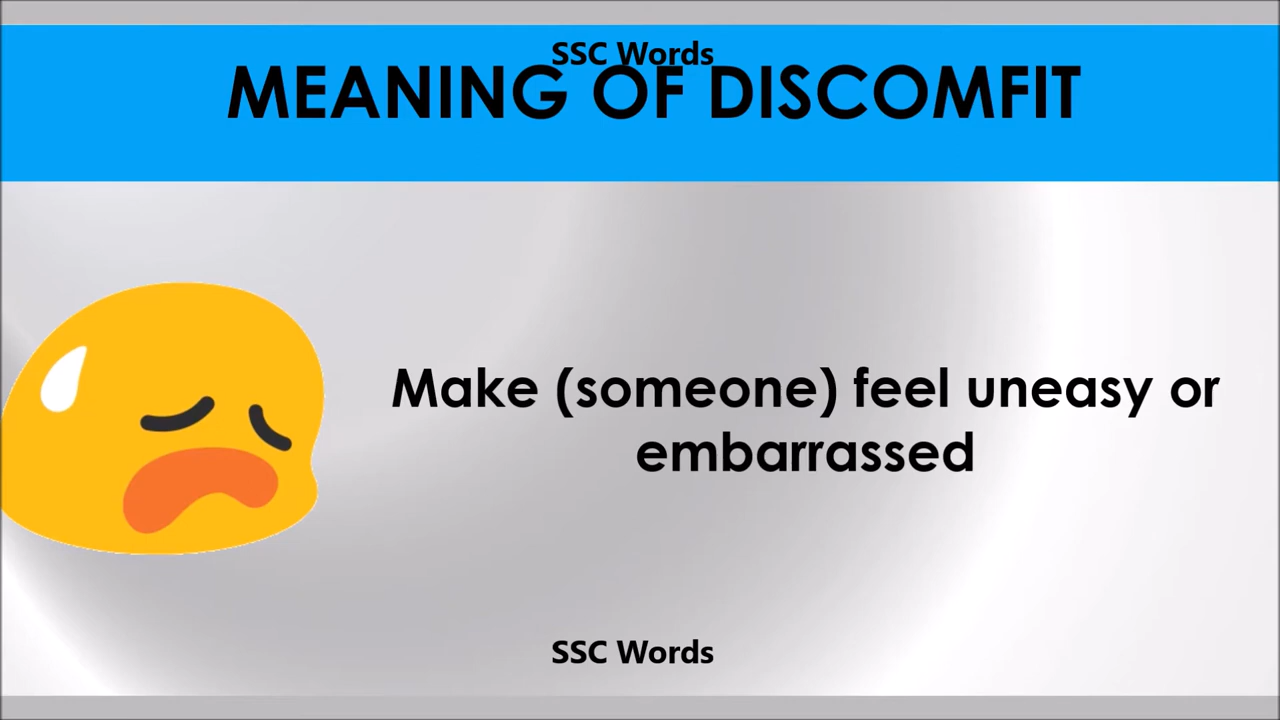 SSC Words
MEANING OF DISCOMFIT
Make (someone) feel uneasy or
embarrassed
SSC Words